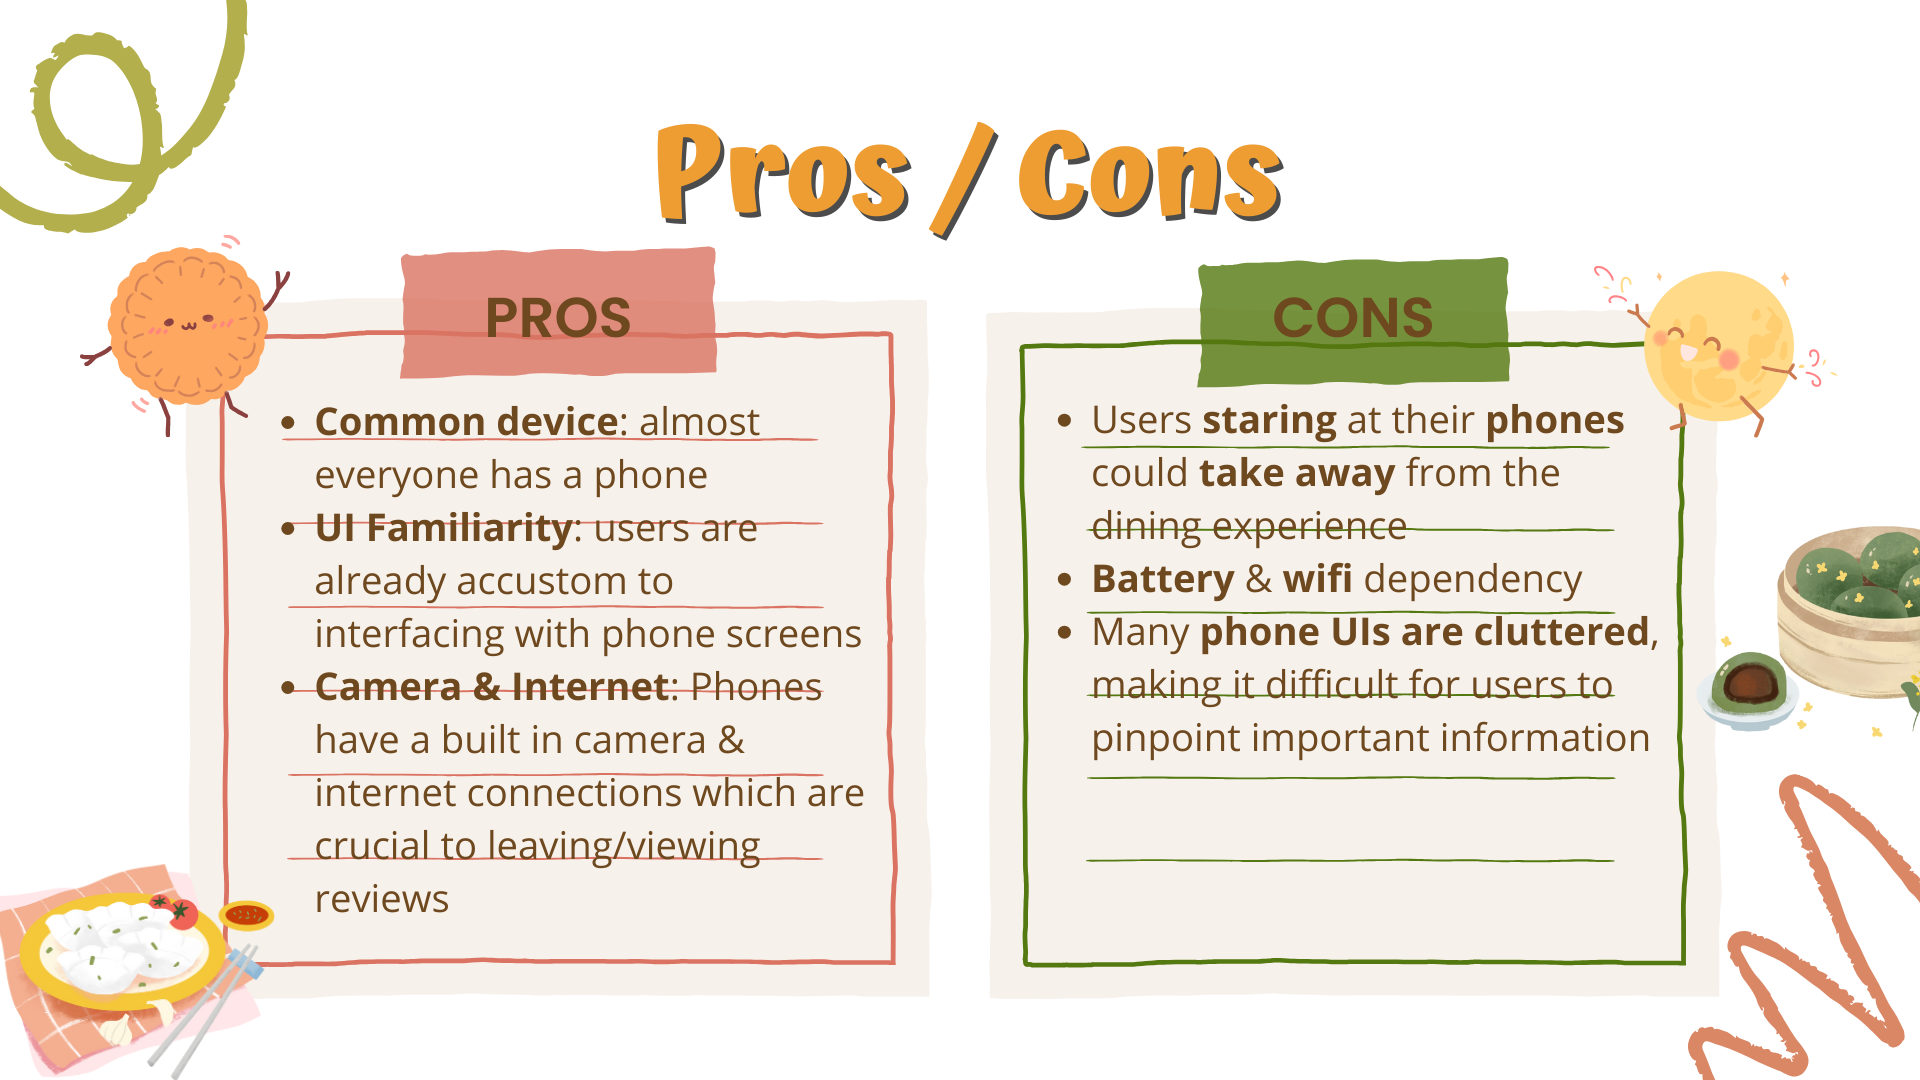 Pros / Cons
PROS
• Common device: almost
everyone has a phone
• UI Familiarity: users are
already accustom to
interfacing with phone screens
• Camera & Internet: Phones
have a built in camera &
internet connections which are
crucial to leaving/viewing
reviews
CONS
• Users staring at their phones
could take away from the
dining experience
• Battery & wifi dependency
• Many phone UIs are cluttered,
making it difficult for users to
pinpoint important information